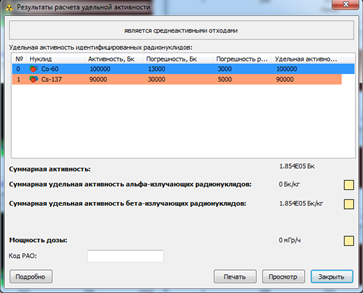 Результаты расчета удельной активности
является среднеактивными отходами
Удельная активность идентифицированных радионуклидов:
№ Нуклид Активность, Бк Погрешность, Бк Погрешность р... Удельная активно...
0 Co-60 100000 13000 3000 100000
1 Cs-137 90000 30000 5000 90000
Суммарная активность: 1.854E05 Бк
Суммарная удельная активность альфа-излучающих радионуклидов: 0 Бк/кг
Суммарная удельная активность бета-излучающих радионуклидов: 1.854E05 Бк/кг
Мощность дозы: 0 мГр/ч
Код РАО:
Подробно Печать Просмотр Закрыть